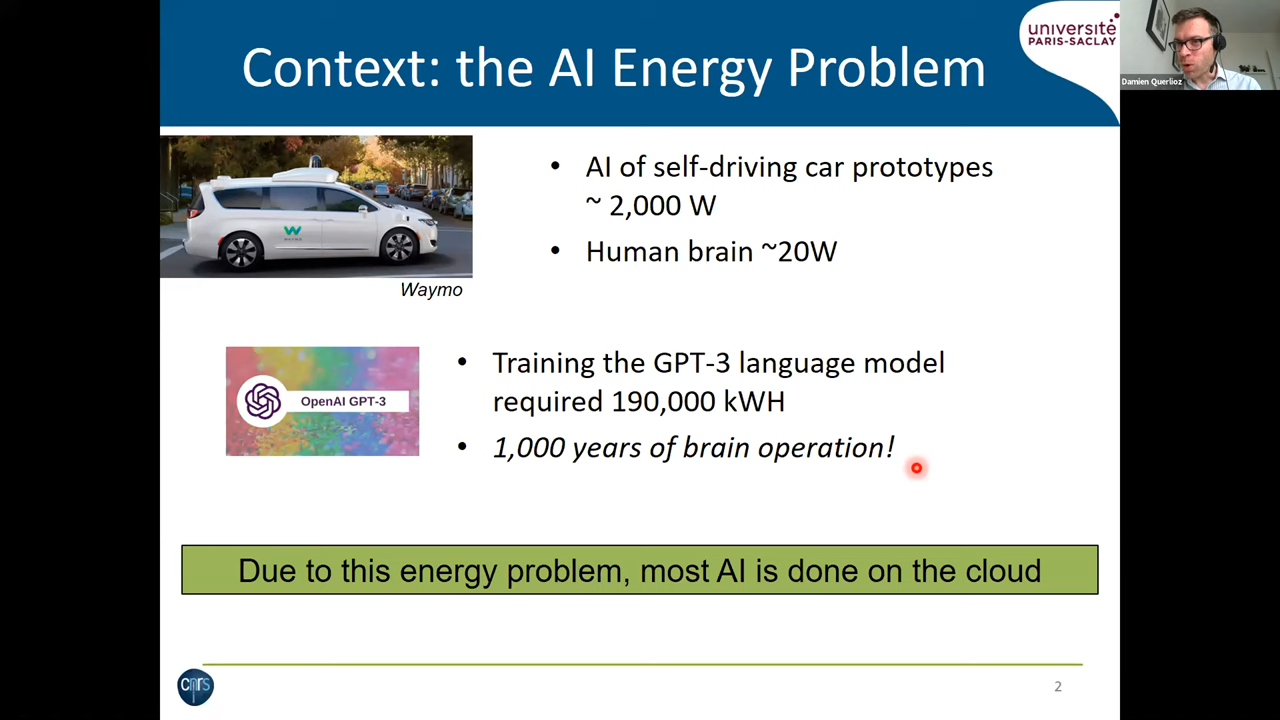 Context: the AI Energy Problem
université
PARIS-SACLAY
Damien Querlioz
• AI of self-driving car prototypes
~ 2,000 W
• Human brain ~20W
WAYMO
Waymo
• Training the GPT-3 language model
required 190,000 kWH
• 1,000 years of brain operation!
OpenAI GPT-3
Due to this energy problem, most AI is done on the cloud
cnrs
2